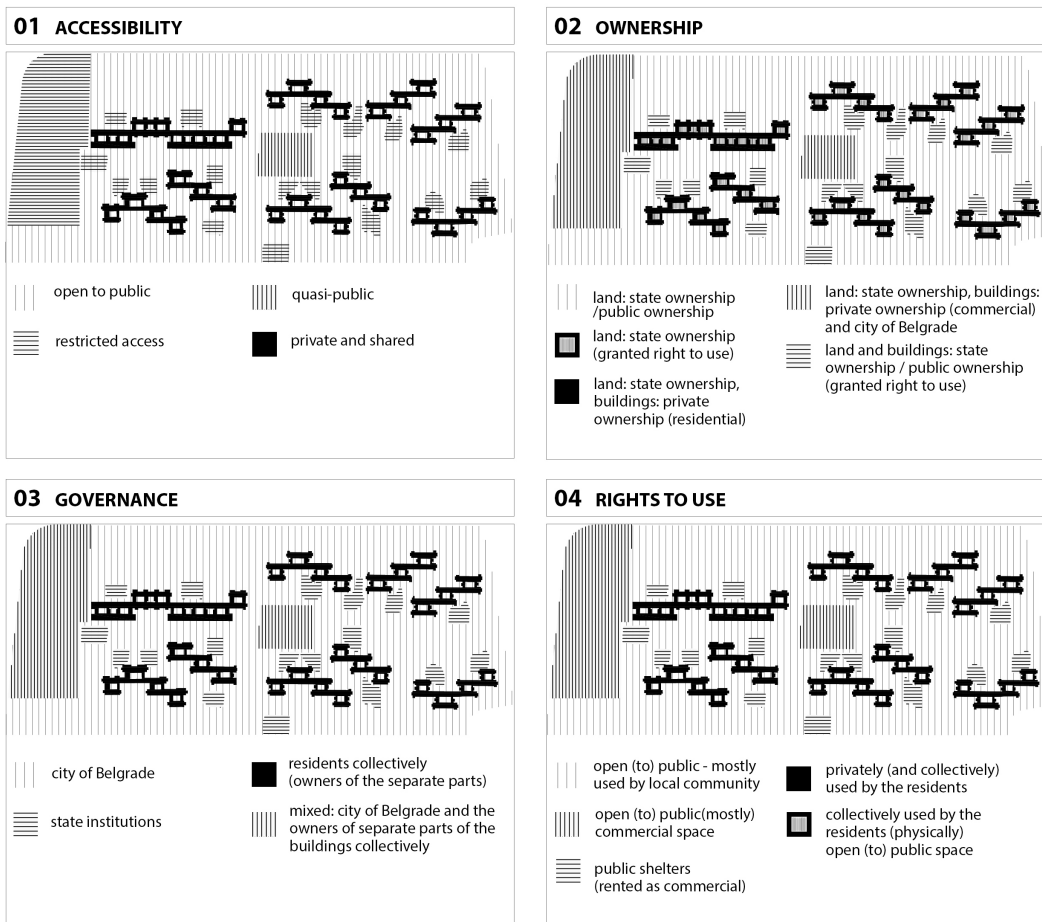 01 ACCESSIBILITY
open to public
quasi-public
restricted access
private and shared
02 OWNERSHIP
land: state ownership
/public ownership
land: state ownership
(granted right to use)
land: state ownership,
buildings: private
ownership (residential)
land: state ownership, buildings:
private ownership (commercial)
and city of Belgrade
land and buildings: state
ownership / public ownership
(granted right to use)
03 GOVERNANCE
city of Belgrade
state institutions
residents collectively
(owners of the separate parts)
mixed: city of Belgrade and the
owners of separate parts of the
buildings collectively
04 RIGHTS TO USE
open (to) public - mostly
used by local community
open (to) public(mostly)
commercial space
public shelters
(rented as commercial)
privately (and collectively)
used by the residents
collectively used by the
residents (physically)
open (to) public space